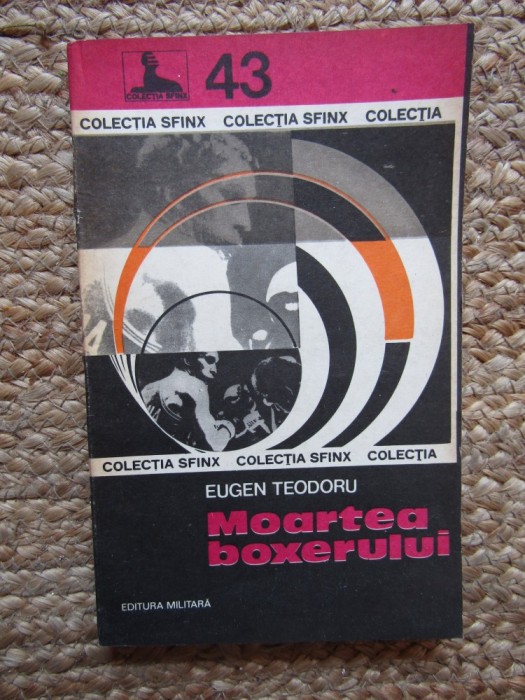 COLECȚIA SFINX
43
COLECȚIA SFINX COLECȚIA SFINX COLECȚIA
COLECȚIA SFINX COLECȚIA SFINX COLECȚIA
EUGEN TEODORU
Moartea
boxerului
EDITURA MILITARĂ